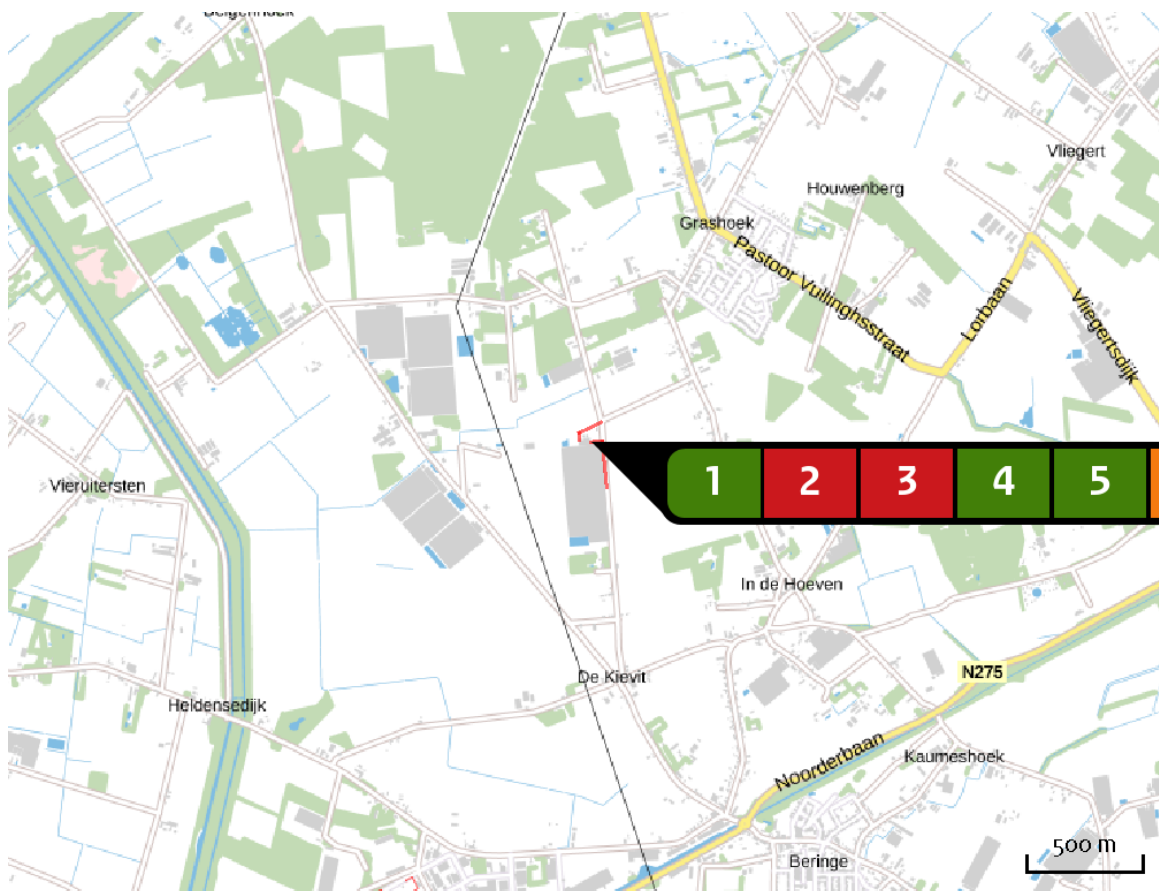 Vliegert
Houwenberg
Grashoek
Pastoor Vullinghsstraat
Lorbaan
Vliegertsdijk
1 2 3 4 5
Vieruitersten
In de Hoeven
De Kievit
N275
Heldensedijk
Noorderbaan
Kaumeshoek
500 m
Beringe